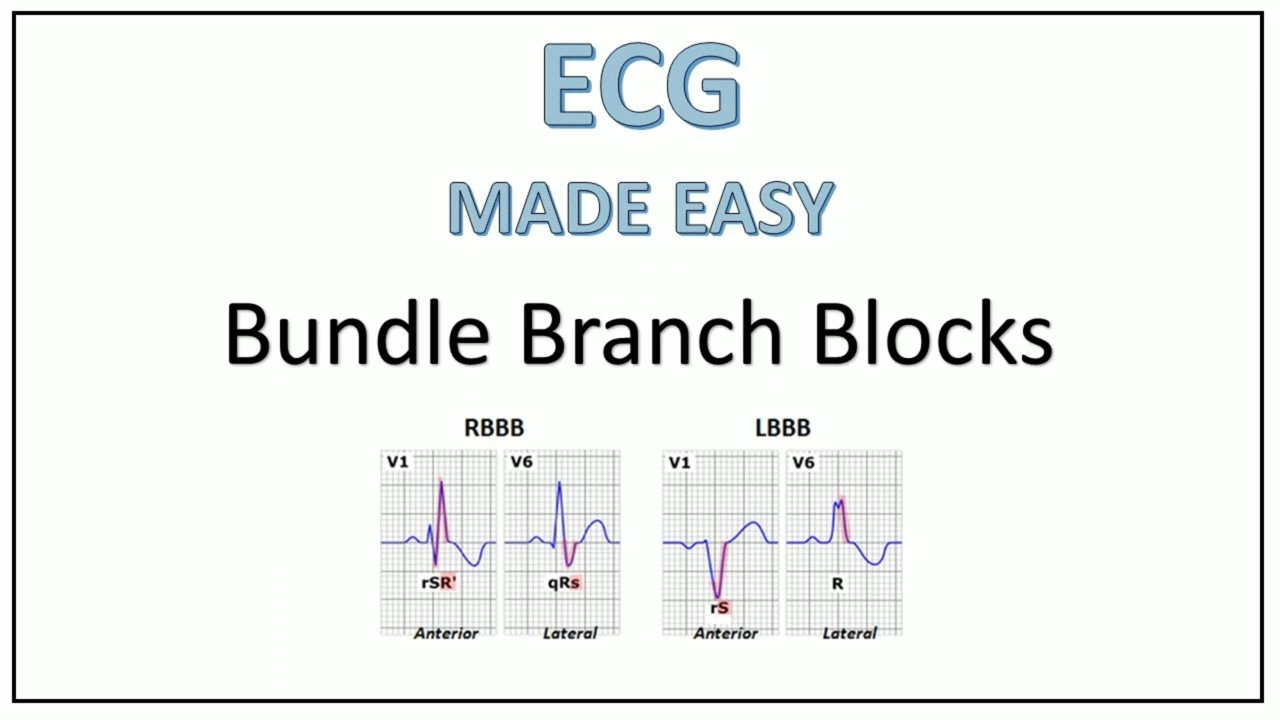 ECG
MADE EASY
Bundle Branch Blocks
RBBB LBBB
V1 V6 V1 V6
rSR' qRs rS R
Anterior Lateral Anterior Lateral